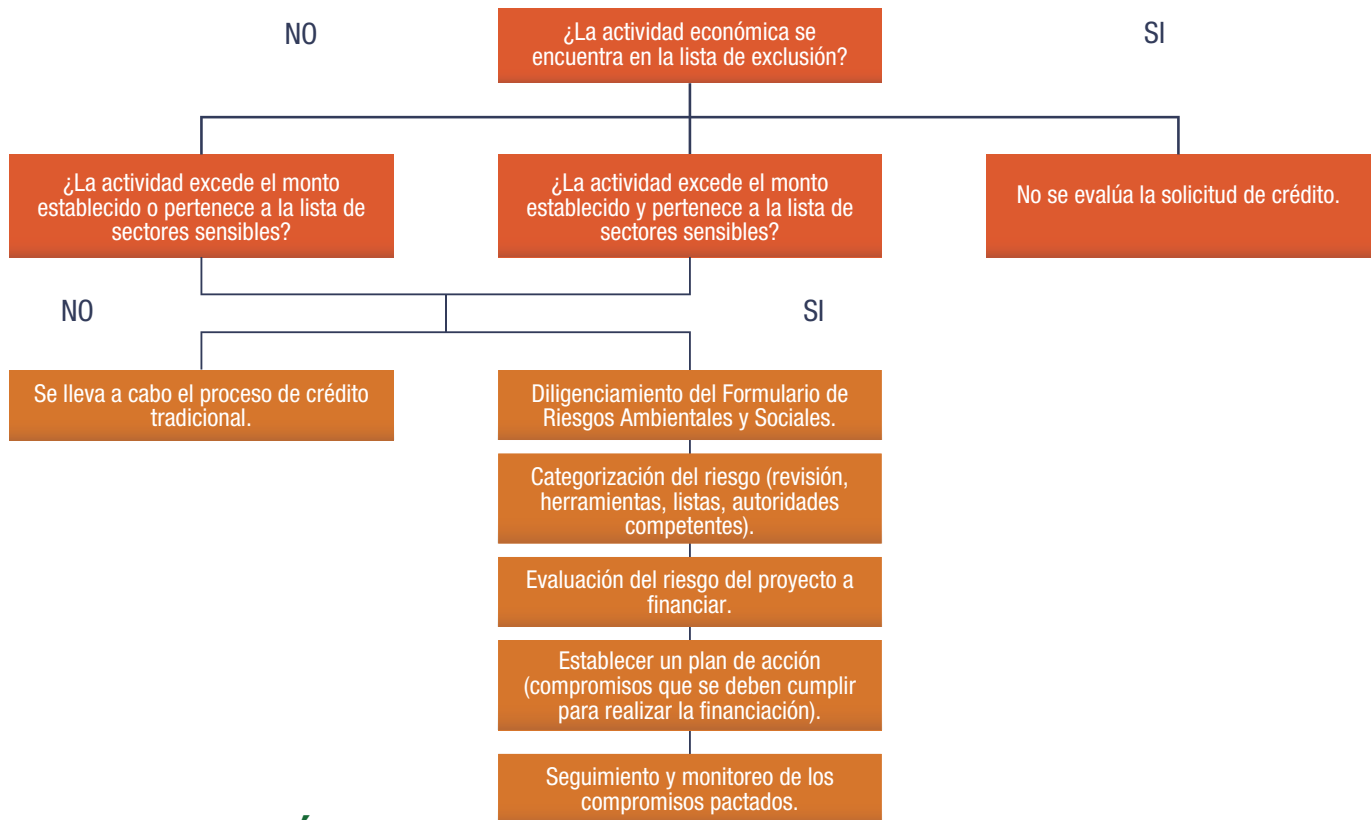 NO
¿La actividad económica se
encuentra en la lista de exclusión?
SI
¿La actividad excede el monto
establecido o pertenece a la lista de
sectores sensibles?
¿La actividad excede el monto
establecido y pertenece a la lista de
sectores sensibles?
No se evalúa la solicitud de crédito.
NO
SI
Se lleva a cabo el proceso de crédito
tradicional.
Diligenciamiento del Formulario de
Riesgos Ambientales y Sociales.
Categorización del riesgo (revisión,
herramientas, listas, autoridades
competentes).
Evaluación del riesgo del proyecto a
financiar.
Establecer un plan de acción
(compromisos que se deben cumplir
para realizar la financiación).
Seguimiento y monitoreo de los
compromisos pactados.